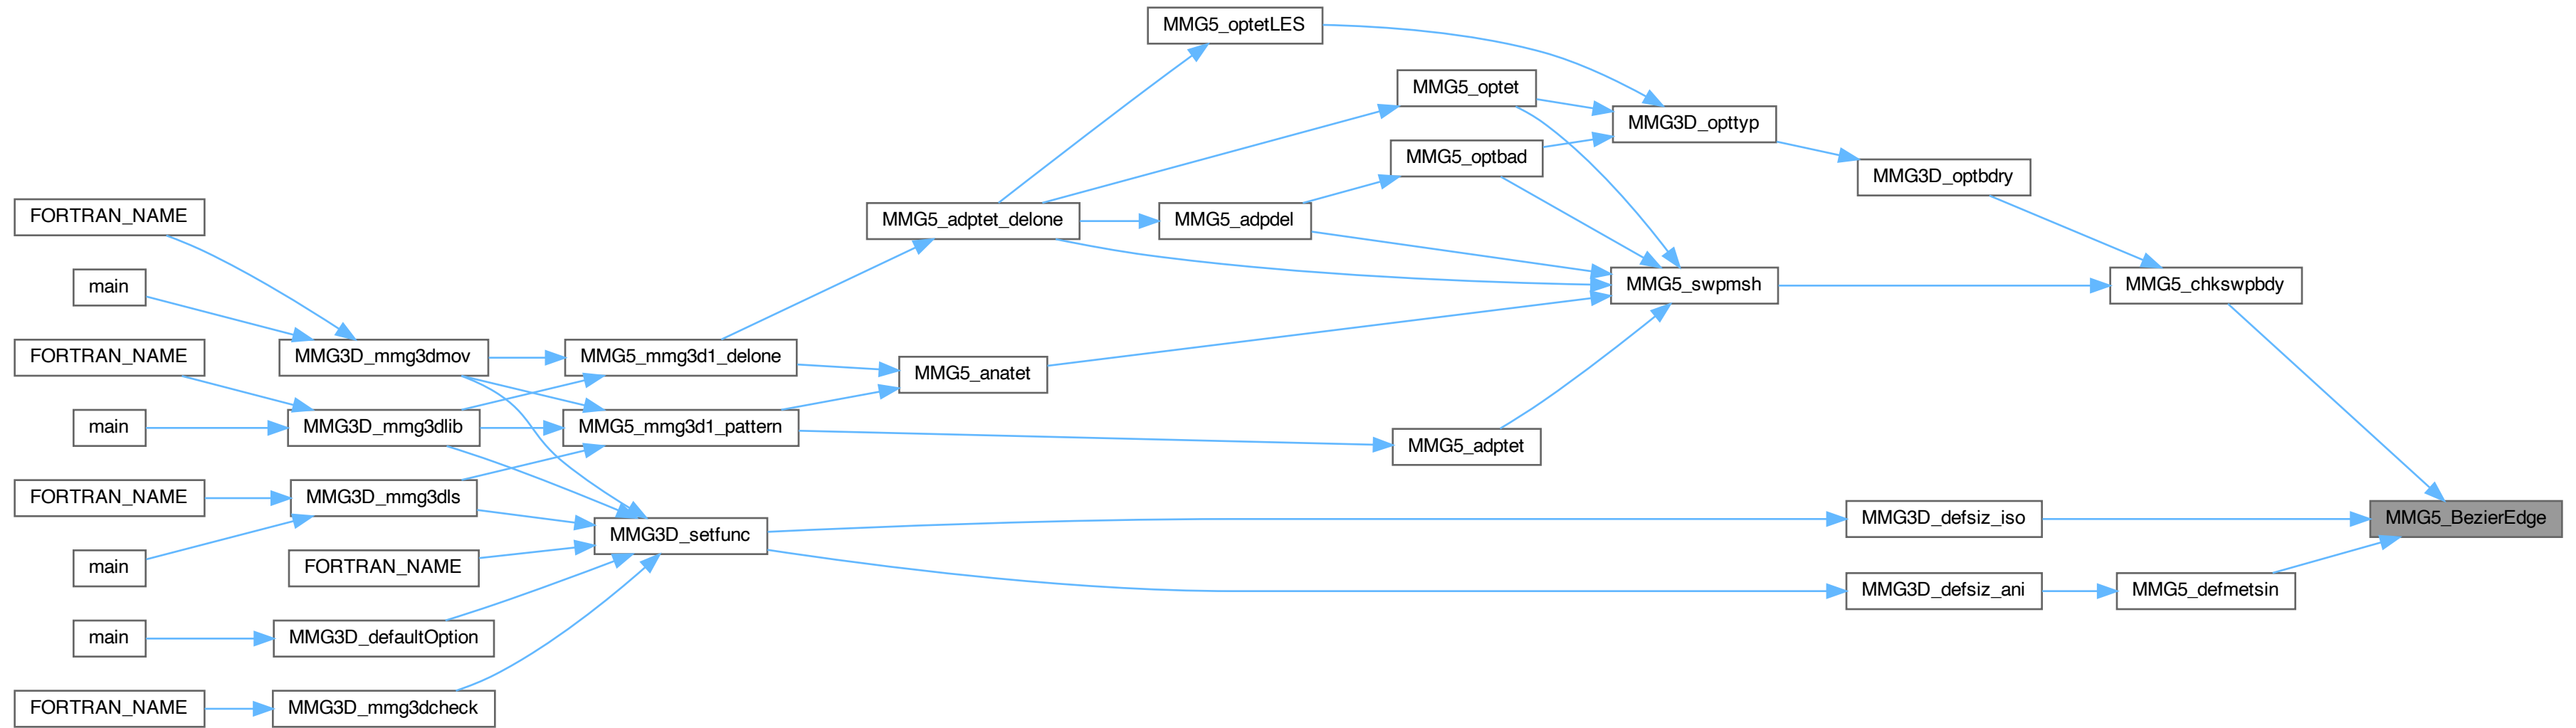 MMG5_optetLES
MMG5_optet
MMG3D_opttyp
MMG5_optbad
MMG3D_optbdry
FORTRAN_NAME
MMG5_adptet_delone
MMG5_adpdel
main
MMG5_swpmsh
MMG5_chkswpbdy
FORTRAN_NAME
MMG3D_mmg3dmov
MMG5_mmg3d1_delone
MMG5_anatet
main
MMG3D_mmg3dlib
MMG5_mmg3d1_pattern
MMG5_adptet
FORTRAN_NAME
MMG3D_mmg3dls
MMG3D_setfunc
MMG3D_defsiz_iso
MMG5_BezierEdge
main
FORTRAN_NAME
MMG3D_defsiz_ani
MMG5_defmetsin
main
MMG3D_defaultOption
FORTRAN_NAME
MMG3D_mmg3dcheck